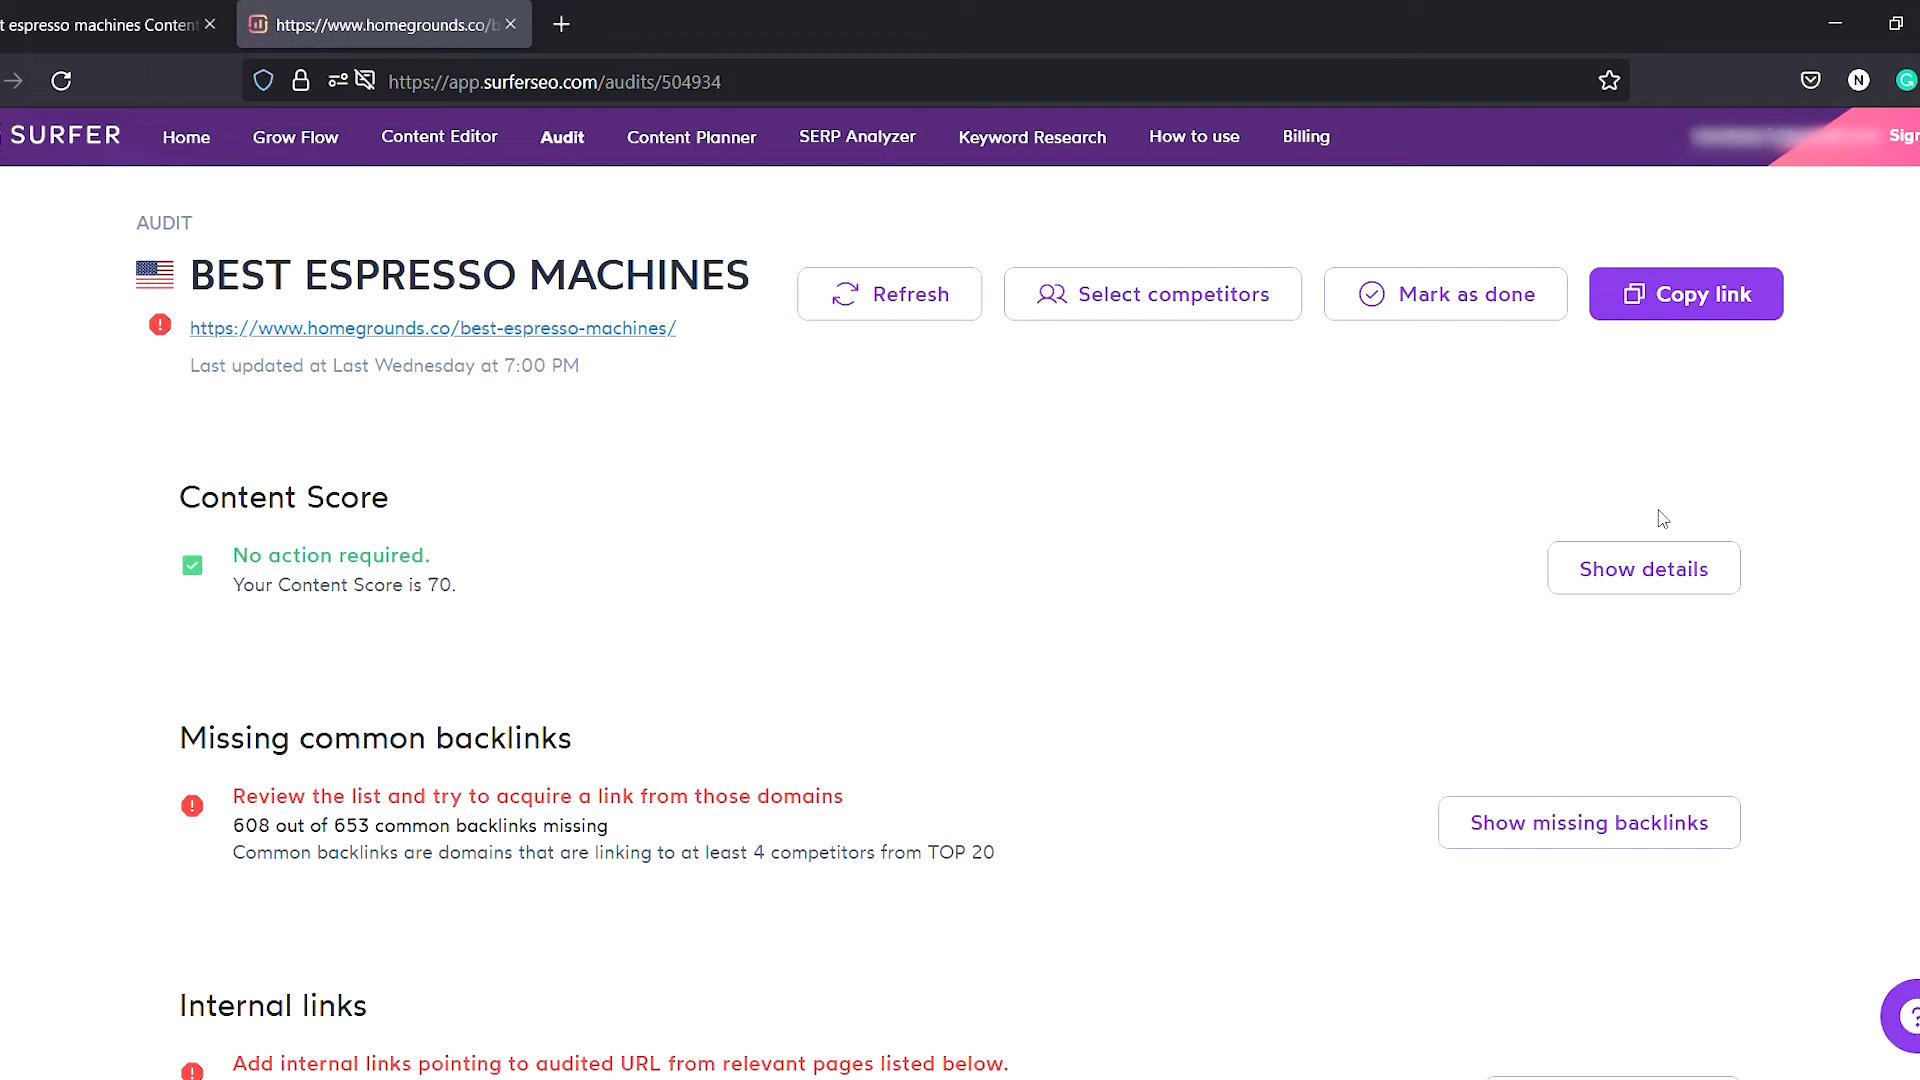 t espresso machines Conten
https://www.homegrounds.co/b
https://app.surferseo.com/audits/504934
N
G
SURFER
Home
Grow Flow
Content Editor
Audit
Content Planner
SERP Analyzer
Keyword Research
How to use
Billing
Sign
AUDIT
BEST ESPRESSO MACHINES
Refresh
Select competitors
Mark as done
Copy link
https://www.homegrounds.co/best-espresso-machines/
Last updated at Last Wednesday at 7:00 PM
Content Score
No action required.
Your Content Score is 70.
Show details
Missing common backlinks
Review the list and try to acquire a link from those domains
608 out of 653 common backlinks missing
Common backlinks are domains that are linking to at least 4 competitors from TOP 20
Show missing backlinks
Internal links
?
Add internal links pointing to audited URL from relevant pages listed below.